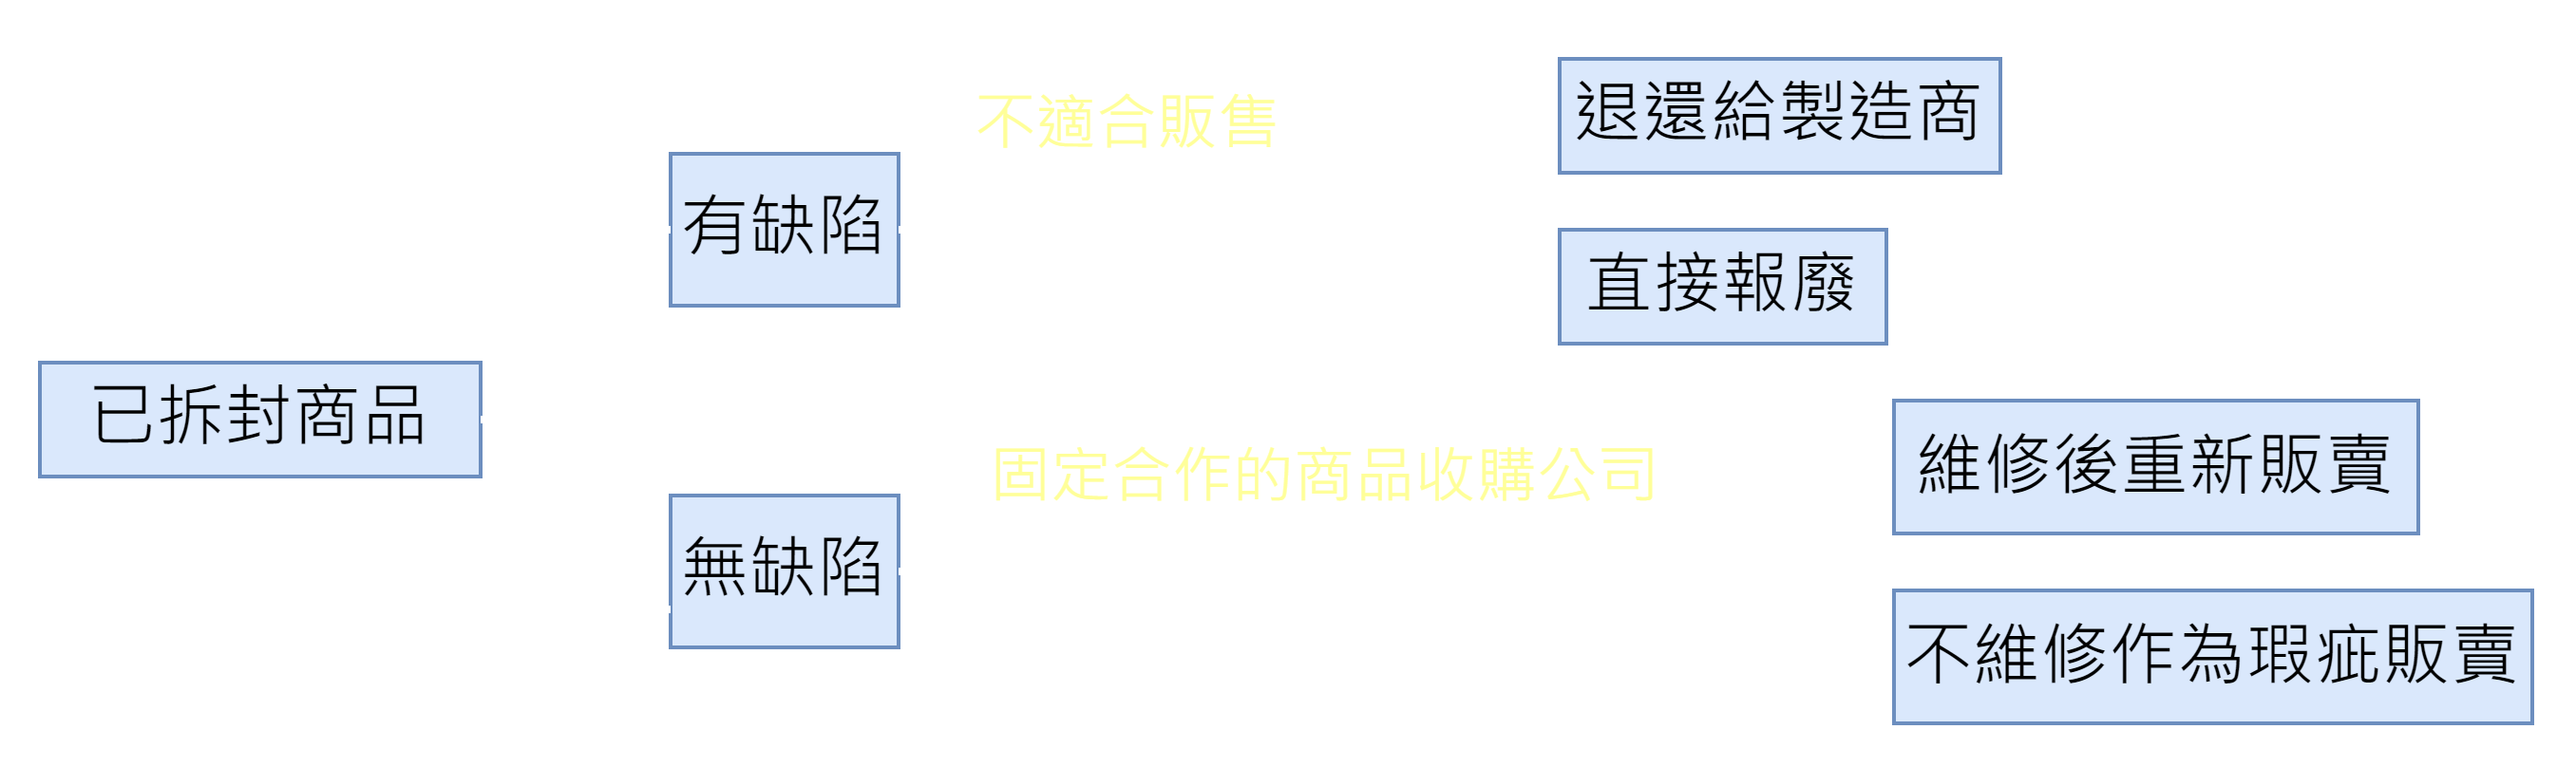 不適合販售
退還給製造商
有缺陷
直接報廢
已拆封商品
固定合作的商品收購公司
維修後重新販賣
無缺陷
不維修作為瑕疵販賣